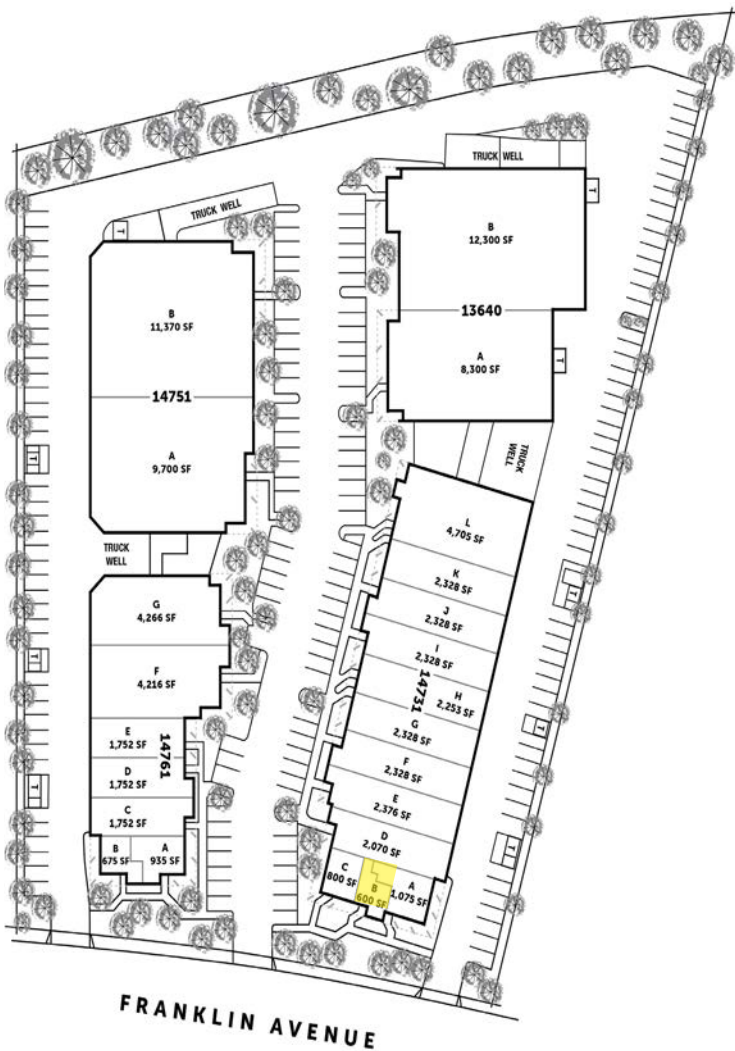 TRUCK WELL
T
B
12,300 SF
13640
A
8,300 SF
T
TRUCK WELL
T
B
11,370 SF
14751
A
9,700 SF
T
TRUCK
WELL
TRUCK
WELL
G
4,266 SF
F
4,216 SF
E
1,752 SF
14761
D
1,752 SF
C
1,752 SF
B
675 SF
A
935 SF
T
T
L
4,705 SF
K
2,328 SF
J
2,328 SF
I
2,328 SF
14731
H
2,253 SF
G
2,328 SF
F
2,328 SF
E
2,376 SF
D
2,070 SF
C
800 SF
B
600 SF
A
1,075 SF
T
T
T
T
FRANKLIN AVENUE